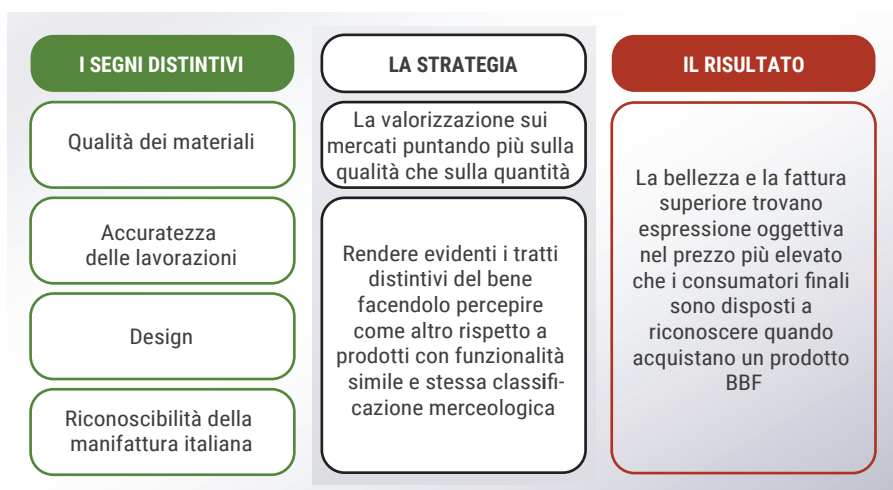 I SEGNI DISTINTIVI
Qualità dei materiali
Accuratezza
delle lavorazioni
Design
Riconoscibilità della
manifattura italiana
LA STRATEGIA
La valorizzazione sui
mercati puntando più sulla
qualità che sulla quantità
Rendere evidenti i tratti
distintivi del bene
facendolo percepire
come altro rispetto a
prodotti con funzionalità
simile e stessa classifi-
cazione merceologica
IL RISULTATO
La bellezza e la fattura
superiore trovano
espressione oggettiva
nel prezzo più elevato
che i consumatori finali
sono disposti a
riconoscere quando
acquistano un prodotto
BBF